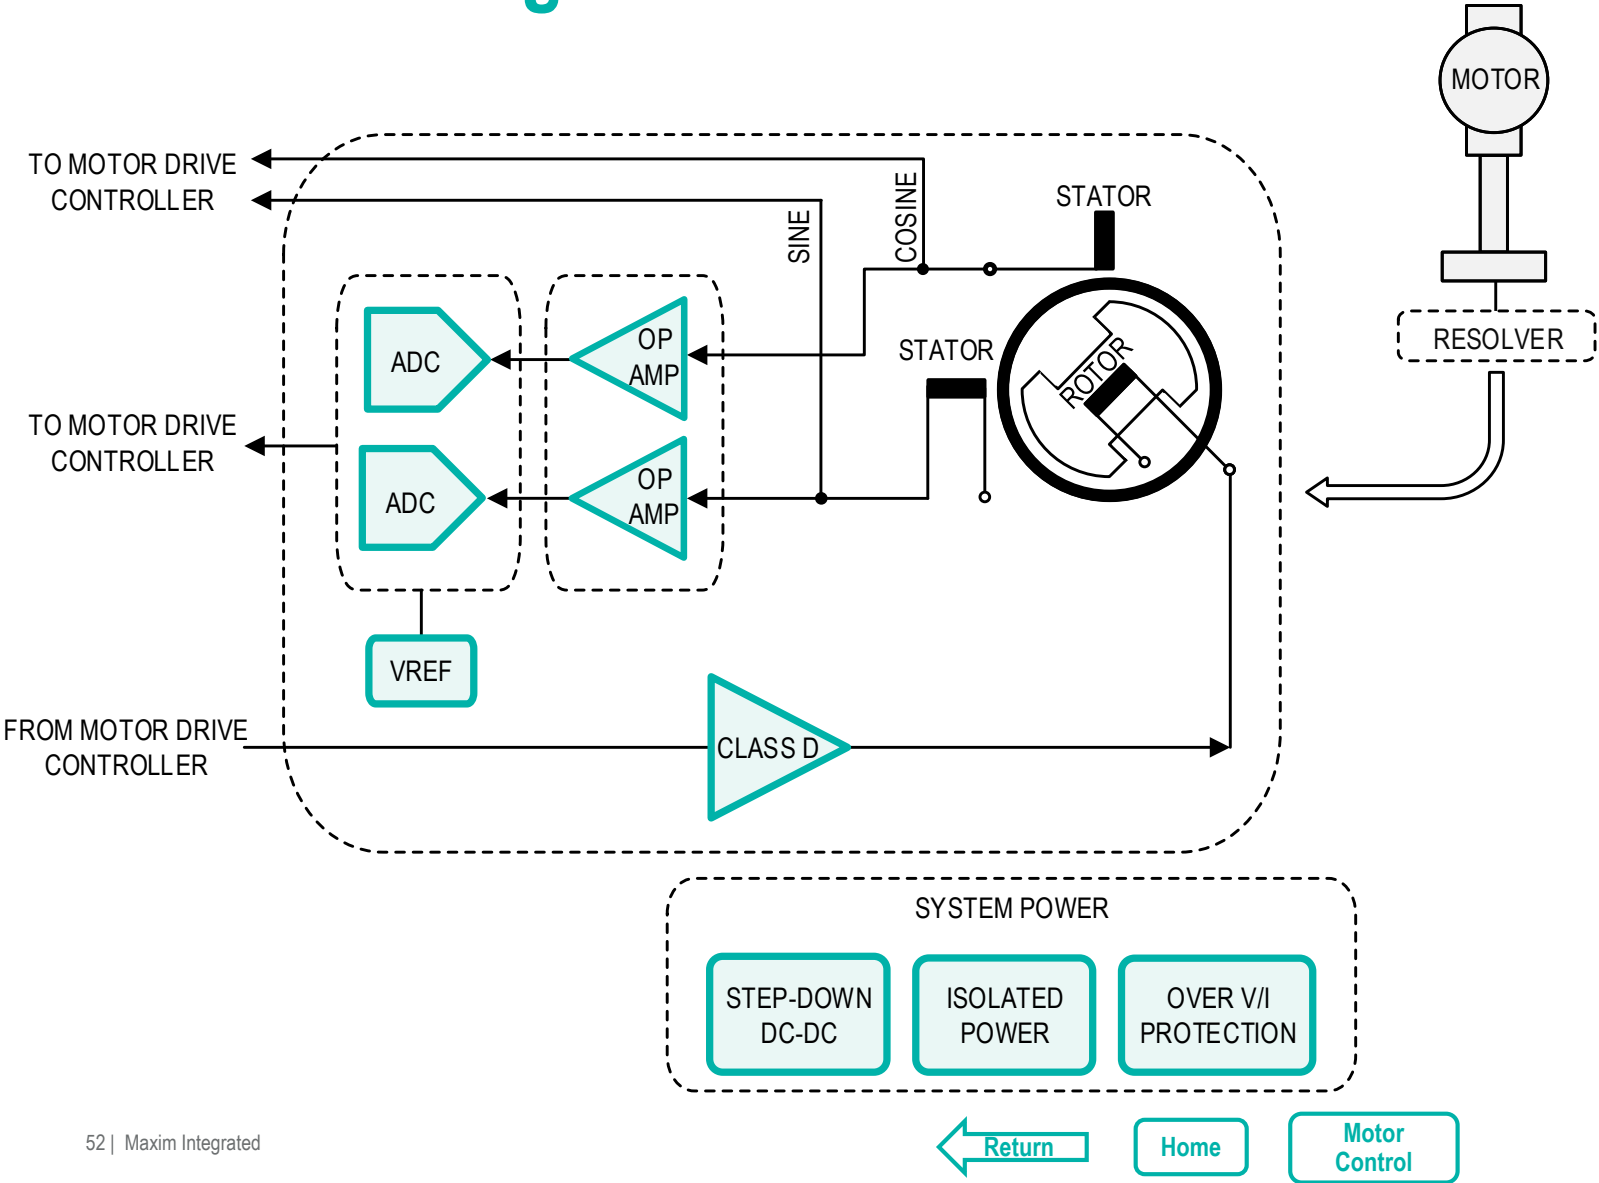 MOTOR
TO MOTOR DRIVE
CONTROLLER
SINE
COSINE
STATOR
RESOLVER
ADC
OP
AMP
STATOR
ROTOR
TO MOTOR DRIVE
CONTROLLER
ADC
OP
AMP
VREF
FROM MOTOR DRIVE
CONTROLLER
CLASS D
SYSTEM POWER
STEP-DOWN
DC-DC
ISOLATED
POWER
OVER V/I
PROTECTION
52 | Maxim Integrated
Return
Home
Motor
Control